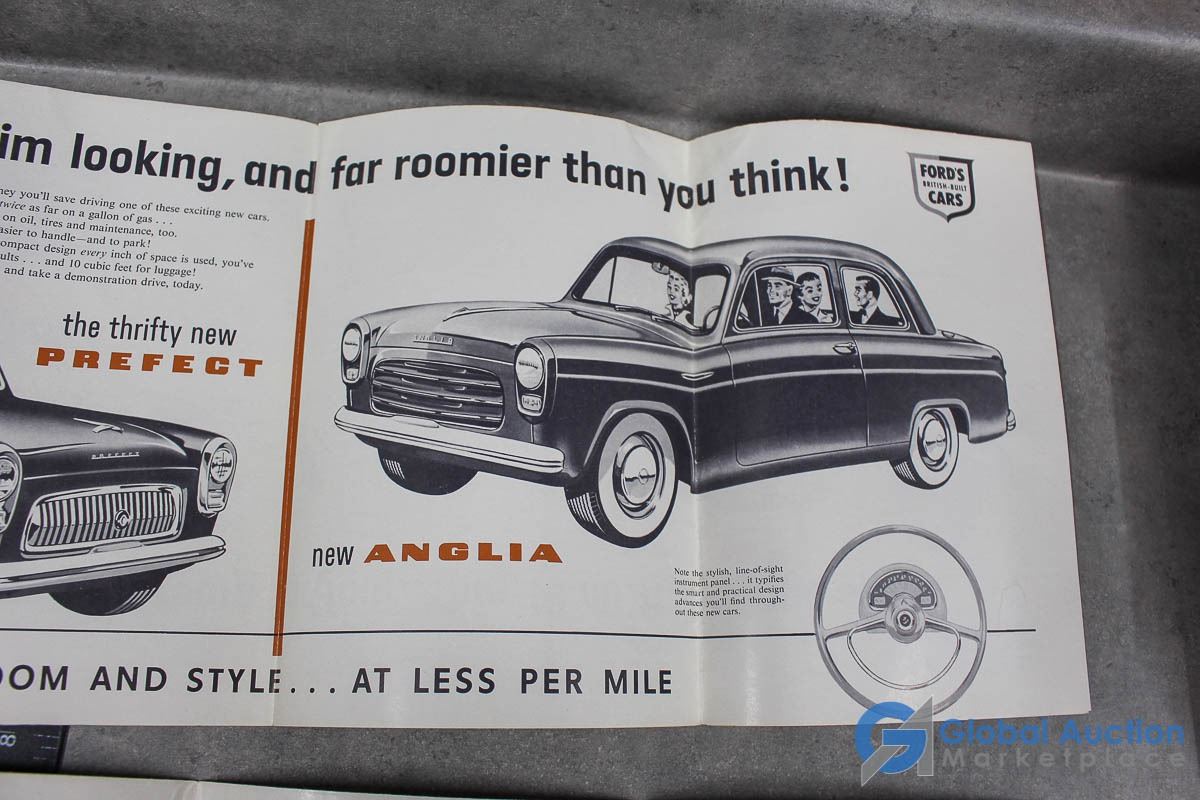 im looking, and far roomier than you think!
FORD'S
BRITISH-BUILT
CARS
ney you'll save driving one of these exciting new cars.
twice as far on a gallon of gas . . .
on oil, tires and maintenance, too.
asier to handle—and to park!
ompact design every inch of space is used, you've
ults . . . and 10 cubic feet for luggage!
and take a demonstration drive, today.
the thrifty new
PREFECT
PREFECT
ANGLIA
new ANGLIA
Note the stylish, line-of-sight
instrument panel . . . it typifies
the smart and practical design
advances you'll find through-
out these new cars.
OOM AND STYLE... AT LESS PER MILE
8
Global Auction
Marketplace